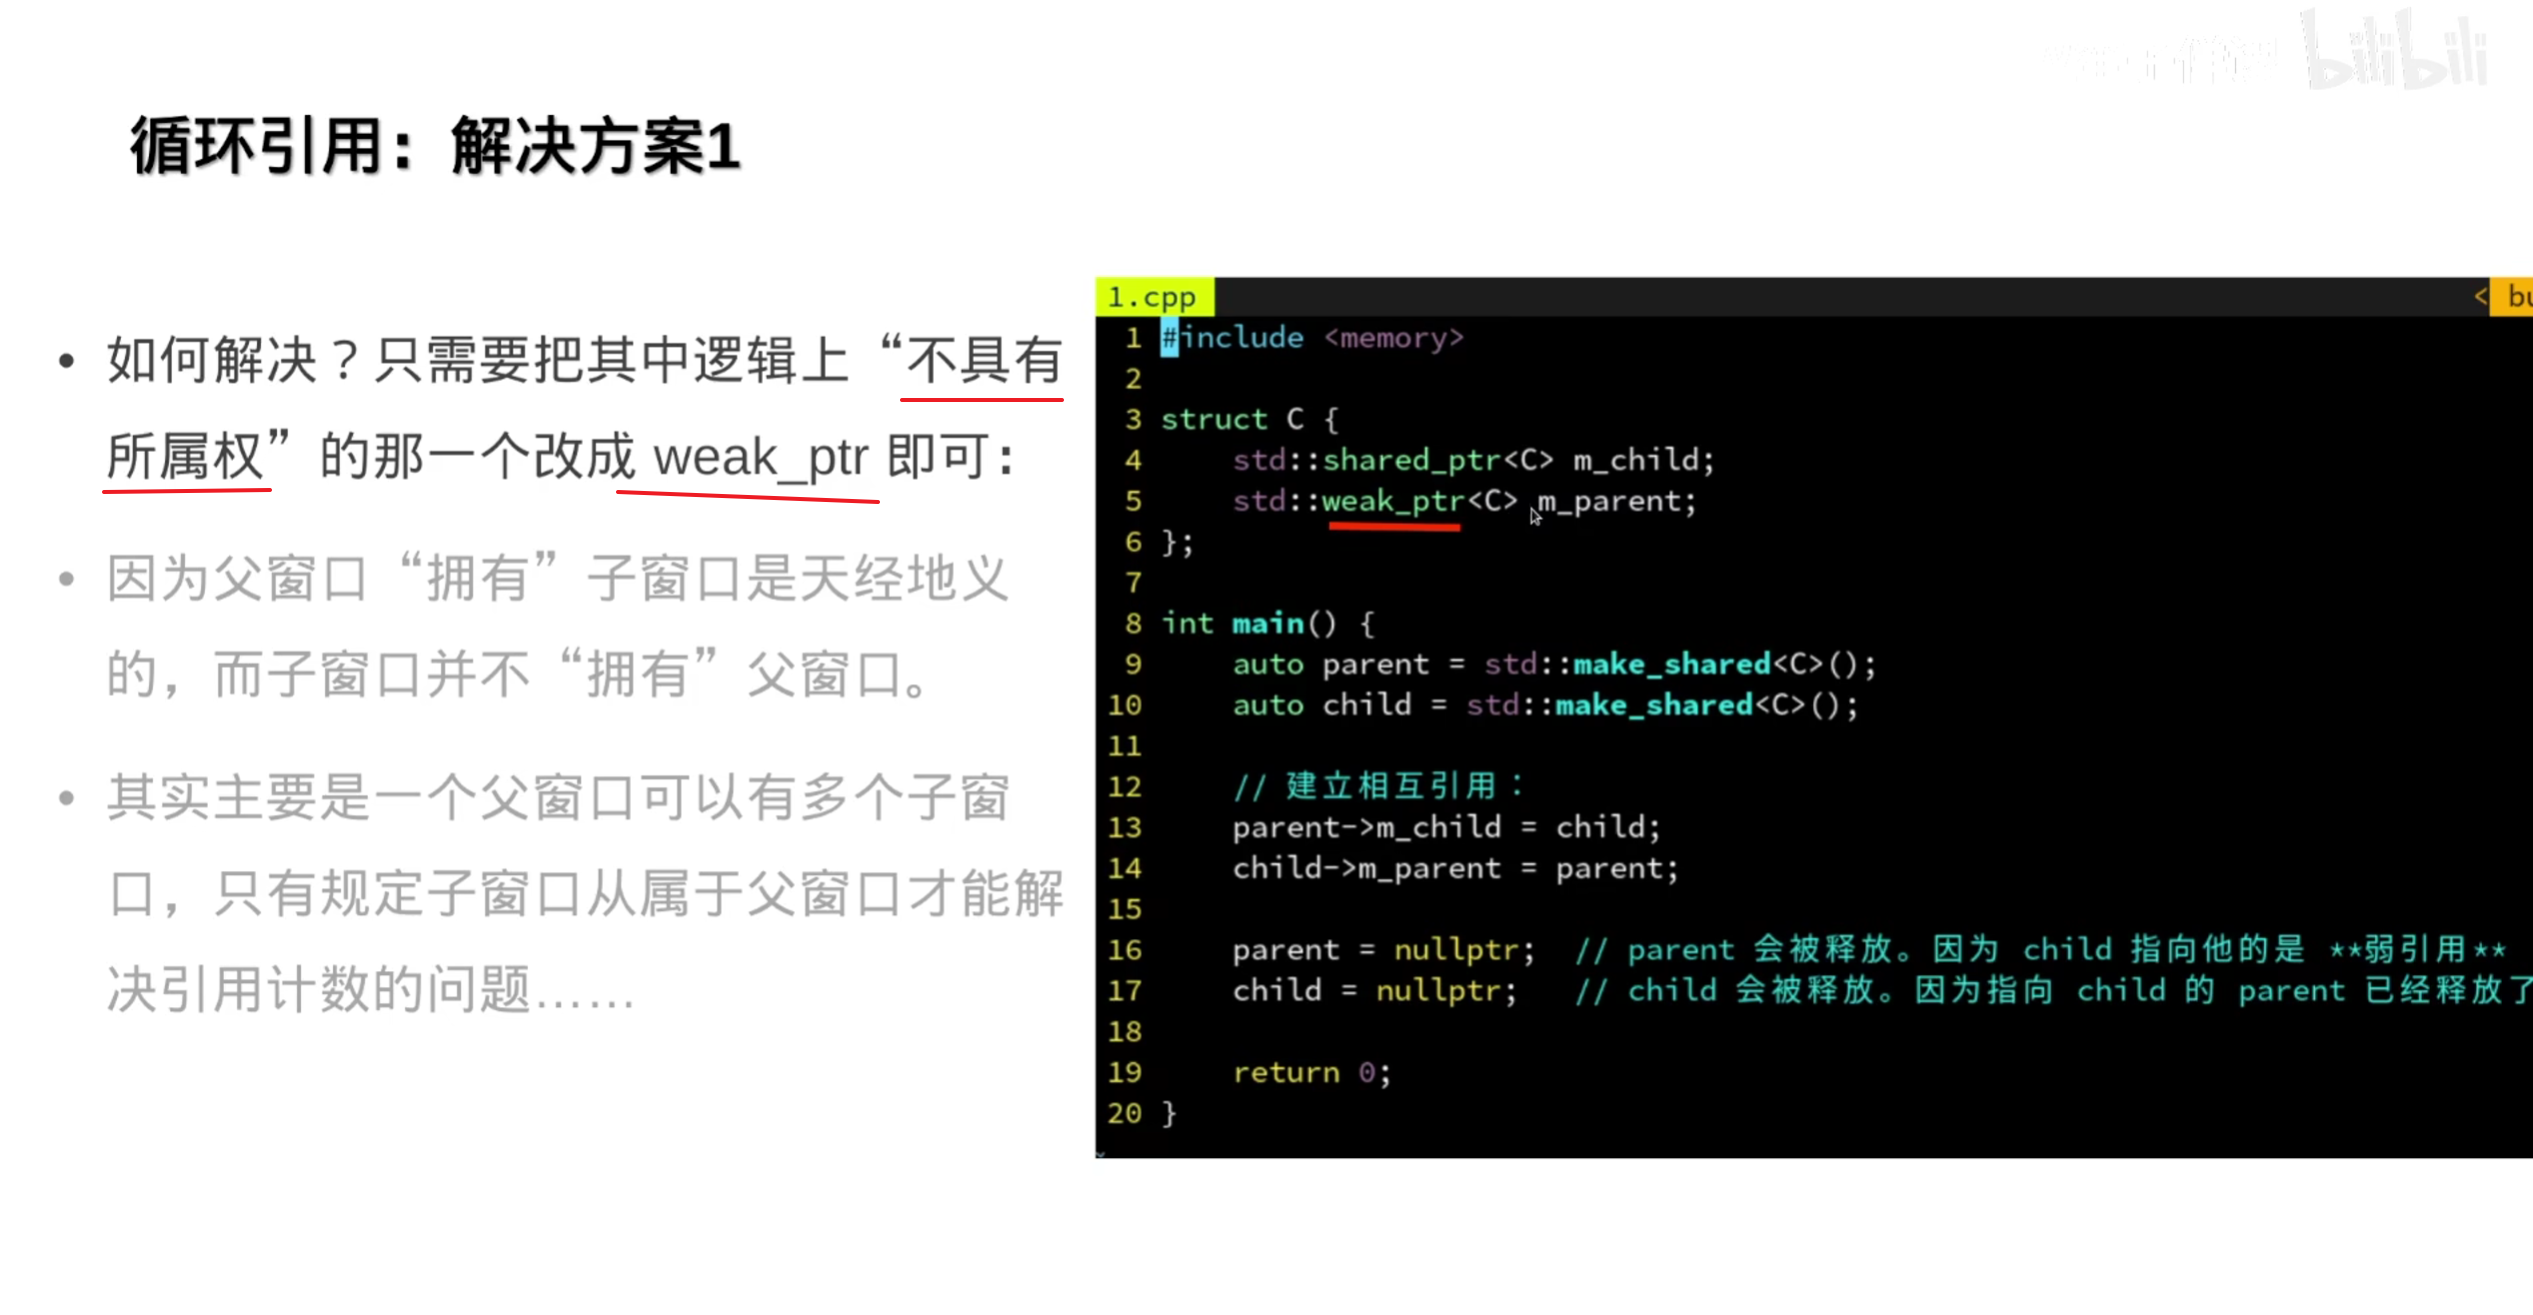 bilibili
循环引用：解决方案1
• 如何解决？只需要把其中逻辑上“不具有
所属权”的那一个改成 weak_ptr 即可：
• 因为父窗口“拥有”子窗口是天经地义
的，而子窗口并不“拥有”父窗口。
• 其实主要是一个父窗口可以有多个子窗
口，只有规定子窗口从属于父窗口才能解
决引用计数的问题……
1.cpp < bu
1 #include <memory>
2
3 struct C {
4     std::shared_ptr<C> m_child;
5     std::weak_ptr<C> m_parent;
6 };
7
8 int main() {
9     auto parent = std::make_shared<C>();
10     auto child = std::make_shared<C>();
11
12     // 建立相互引用：
13     parent->m_child = child;
14     child->m_parent = parent;
15
16     parent = nullptr;  // parent 会被释放。因为 child 指向他的是 **弱引用**
17     child = nullptr;   // child 会被释放。因为指向 child 的 parent 已经释放了
18
19     return 0;
20 }